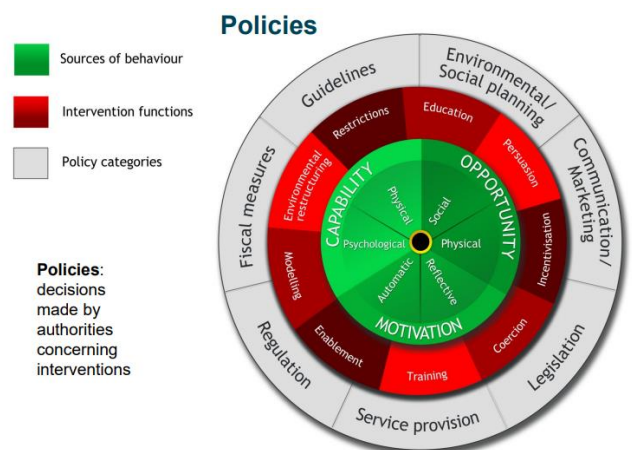 Policies
Sources of behaviour
Intervention functions
Policy categories
Policies:
decisions
made by
authorities
concerning
interventions
Guidelines
Environmental/
Social planning
Communication/
Marketing
Legislation
Service provision
Regulation
Fiscal measures
Restrictions
Education
Persuasion
Incentivisation
Coercion
Training
Enablement
Modelling
Environmental
restructuring
CAPABILITY
OPPORTUNITY
MOTIVATION
Physical
Social
Psychological
Physical
Automatic
Reflective